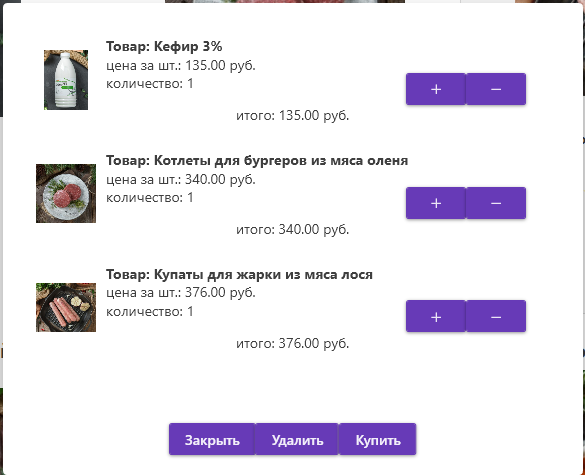 Товар: Кефир 3%
цена за шт.: 135.00 руб.
количество: 1
+ −
итого: 135.00 руб.
Товар: Котлеты для бургеров из мяса оленя
цена за шт.: 340.00 руб.
количество: 1
+ −
итого: 340.00 руб.
Товар: Купаты для жарки из мяса лося
цена за шт.: 376.00 руб.
количество: 1
+ −
итого: 376.00 руб.
Закрыть Удалить Купить